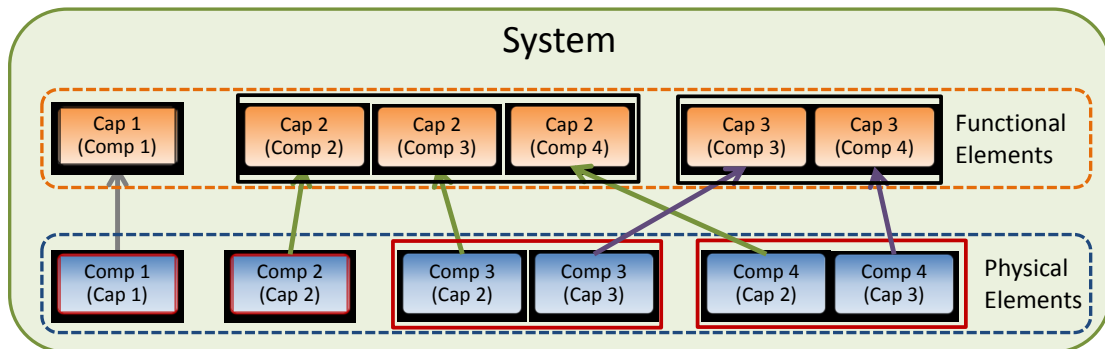 System
Cap 1
(Comp 1)
Cap 2
(Comp 2)
Cap 2
(Comp 3)
Cap 2
(Comp 4)
Cap 3
(Comp 3)
Cap 3
(Comp 4)
Functional
Elements
Comp 1
(Cap 1)
Comp 2
(Cap 2)
Comp 3
(Cap 2)
Comp 3
(Cap 3)
Comp 4
(Cap 2)
Comp 4
(Cap 3)
Physical
Elements